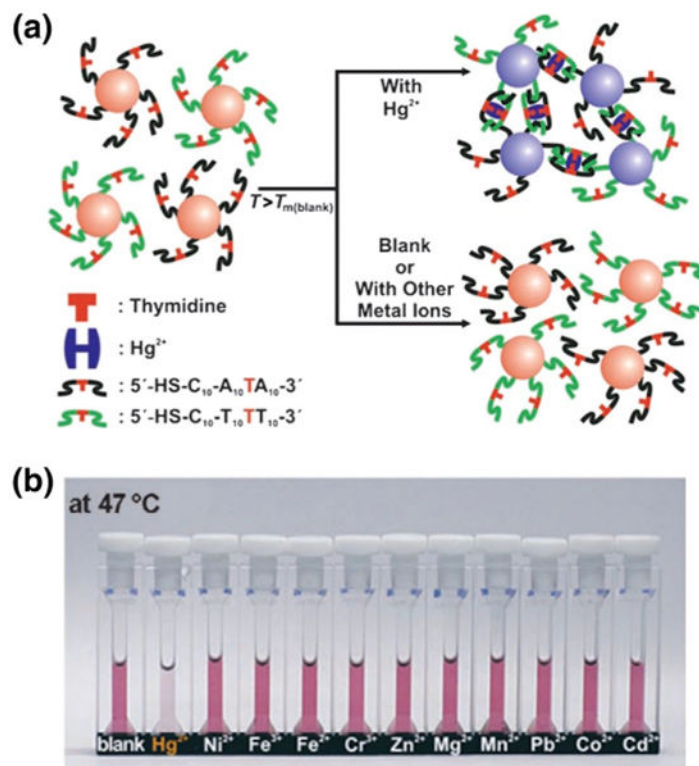 (a)
With
Hg²⁺
T>Tₘ₍blank₎
Blank
or
With Other
Metal Ions
: Thymidine
: Hg²⁺
: 5´-HS-C₁₀-A₁₀TA₁₀-3´
: 5´-HS-C₁₀-T₁₀TT₁₀-3´
(b)
at 47 °C
blank Hg²⁺ Ni²⁺ Fe³⁺ Fe²⁺ Cr³⁺ Zn²⁺ Mg²⁺ Mn²⁺ Pb²⁺ Co²⁺ Cd²⁺